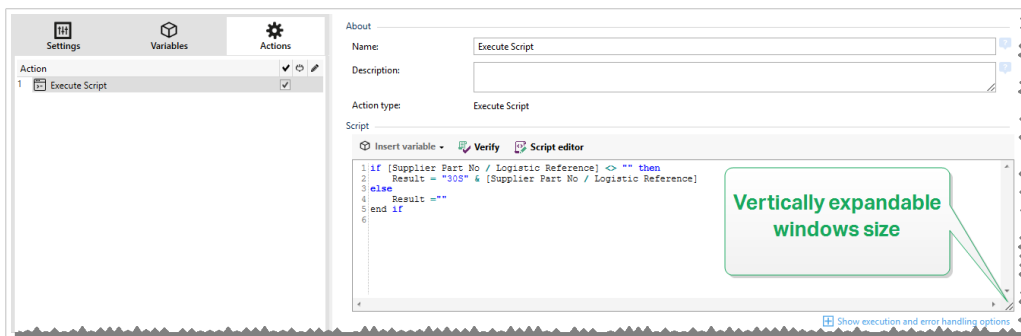 Settings
Variables
Actions
Action
1 Execute Script
About
Name: Execute Script
Description:
Action type: Execute Script
Script
Insert variable Verify Script editor
1 if [Supplier Part No / Logistic Reference] <> "" then
2 Result = "30S" & [Supplier Part No / Logistic Reference]
3 else
4 Result =""
5 end if
6
Vertically expandable
windows size
Show execution and error handling options